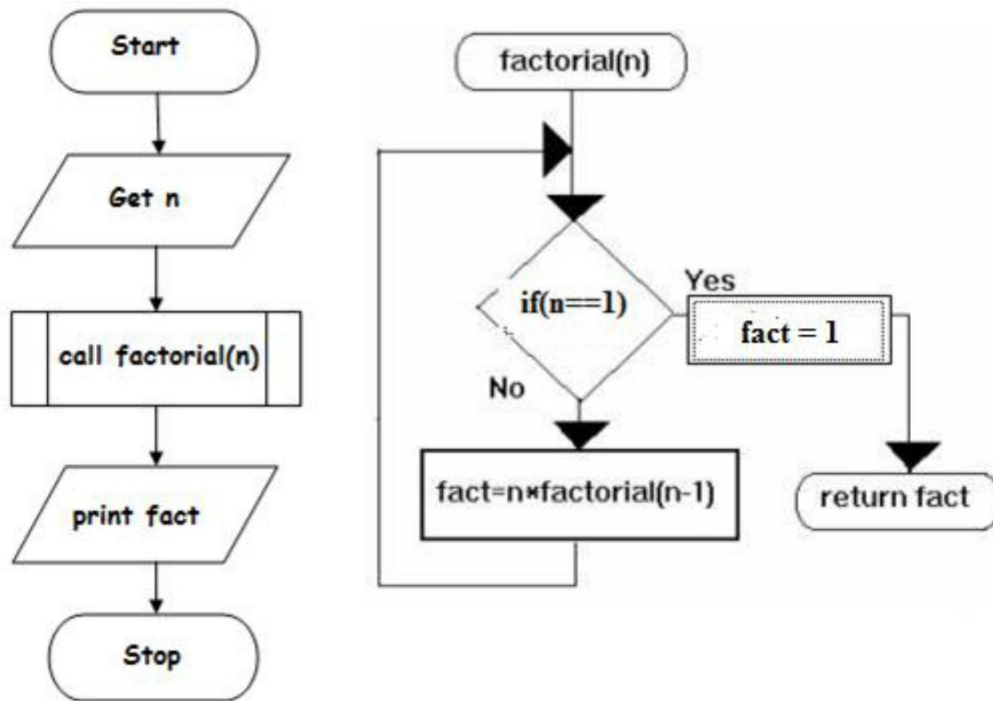 Start
Get n
call factorial(n)
print fact
Stop
factorial(n)
if(n==1)
Yes
fact = 1
No
fact=n*factorial(n-1)
return fact